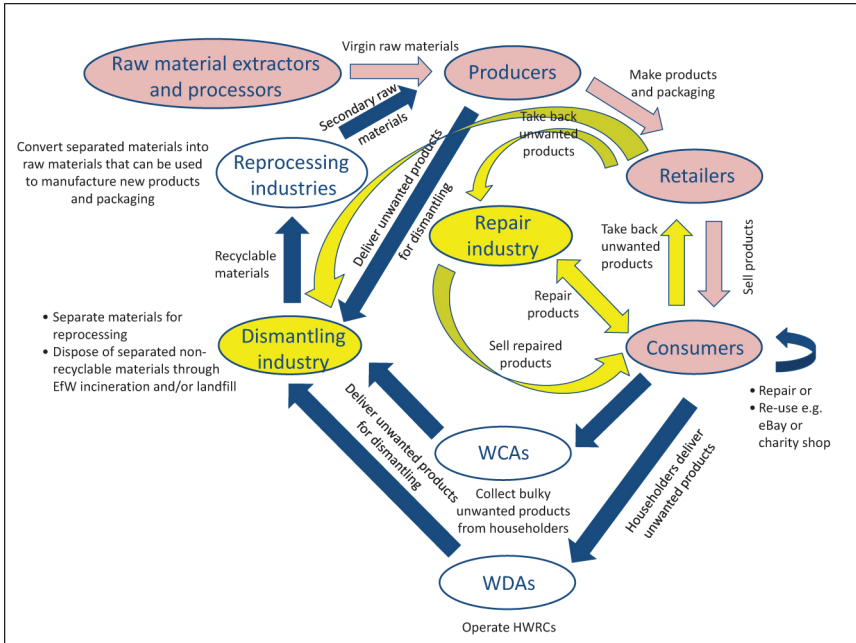 Virgin raw materials
Raw material extractors
and processors
Producers
Make products
and packaging
Secondary raw
materials
Take back
unwanted
products
Convert separated materials into
raw materials that can be used
to manufacture new products
and packaging
Reprocessing
industries
Retailers
Deliver unwanted products
for dismantling
Repair
industry
Take back
unwanted
products
Sell products
Recyclable
materials
Repair
products
• Separate materials for
reprocessing
• Dispose of separated non-
recyclable materials through
EfW incineration and/or landfill
Dismantling
industry
Sell repaired
products
Consumers
• Repair or
• Re-use e.g.
eBay or
charity shop
Deliver unwanted products
for dismantling
WCAs
Collect bulky
unwanted products
from householders
Householders deliver
unwanted products
WDAs
Operate HWRCs